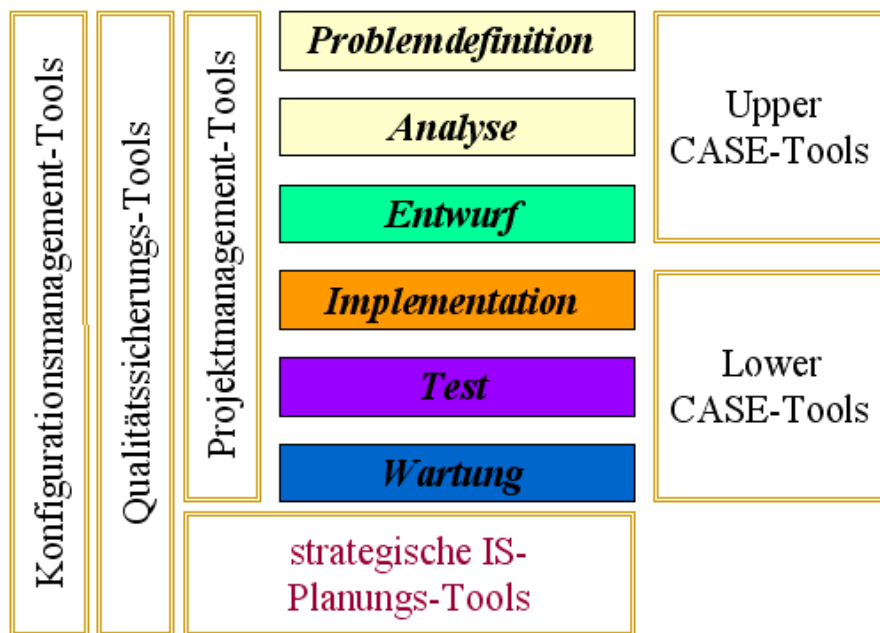 Konfigurationsmanagement-Tools
Qualitätssicherungs-Tools
Projektmanagement-Tools
Problemdefinition
Analyse
Entwurf
Implementation
Test
Wartung
Upper
CASE-Tools
Lower
CASE-Tools
strategische IS-
Planungs-Tools